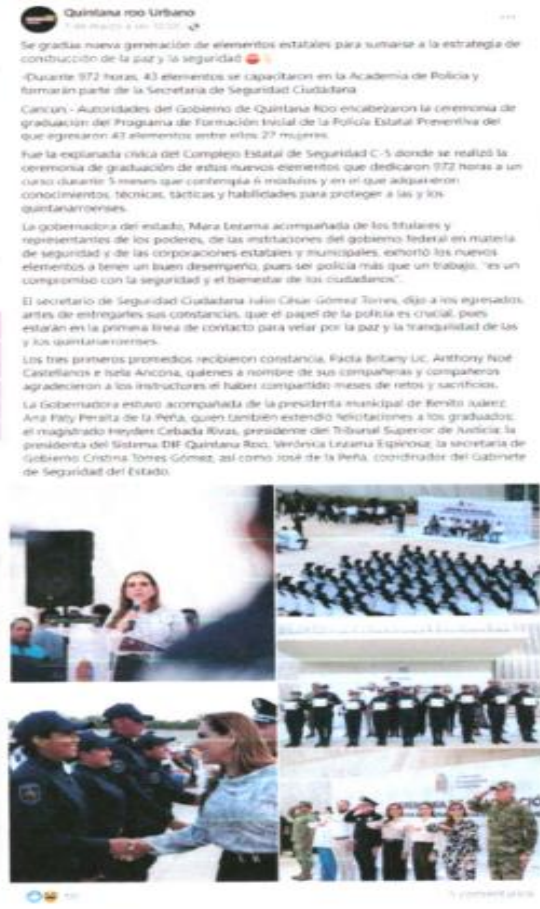 Quintana roo Urbano
Se gradúa nueva generación de elementos estatales para sumarse a la estrategia de
construcción de la paz y la seguridad
-Durante 972 horas, 43 elementos se capacitaron en la Academia de Policía y
formarán parte de la Secretaría de Seguridad Ciudadana
Cancún.- Autoridades del Gobierno de Quintana Roo encabezaron la ceremonia de
graduación del Programa de Formación Inicial de la Policía Estatal Preventiva del
que egresaron 43 elementos entre ellos 27 mujeres.
Fue la explanada cívica del Complejo Estatal de Seguridad C-5 donde se realizó la
ceremonia de graduación de estos nuevos elementos que dedicaron 972 horas a un
curso durante 5 meses que contempla 6 módulos y en el que adquirieron
conocimientos, técnicas, tácticas y habilidades para proteger a las y los
quintanarroenses.
La gobernadora del estado, Mara Lezama acompañada de los titulares y
representantes de los poderes, de las instituciones del gobierno federal en materia
de seguridad y de las corporaciones estatales y municipales, exhortó los nuevos
elementos a tener un buen desempeño, pues ser policía más que un trabajo, "es un
compromiso con la seguridad y el bienestar de los ciudadanos".
El secretario de Seguridad Ciudadana Julio César Gómez Torres, dijo a los egresados,
antes de entregarles sus constancias, que el papel de la policía es crucial, pues
estarán en la primera línea de contacto para velar por la paz y la tranquilidad de las
y los quintanarroenses.
Los tres primeros promedios recibieron constancia, Paola Britany Lic, Anthony Noé
Castellanos e Isela Ancona, quienes a nombre de sus compañeras y compañeros
agradecieron a los instructores el haber compartido meses de retos y sacrificios.
La Gobernadora estuvo acompañada de la presidenta municipal de Benito Juárez,
Ana Paty Peralta de la Peña, quien también extendió felicitaciones a los graduados;
el magistrado Heyden Cebada Rivas, presidente del Tribunal Superior de Justicia; la
presidenta del Sistema DIF Quintana Roo, Verónica Lezama Espinosa; la secretaria de
Gobierno Cristina Torres Gómez, así como José de la Peña, coordinador del Gabinete
de Seguridad del Estado.
comentarios